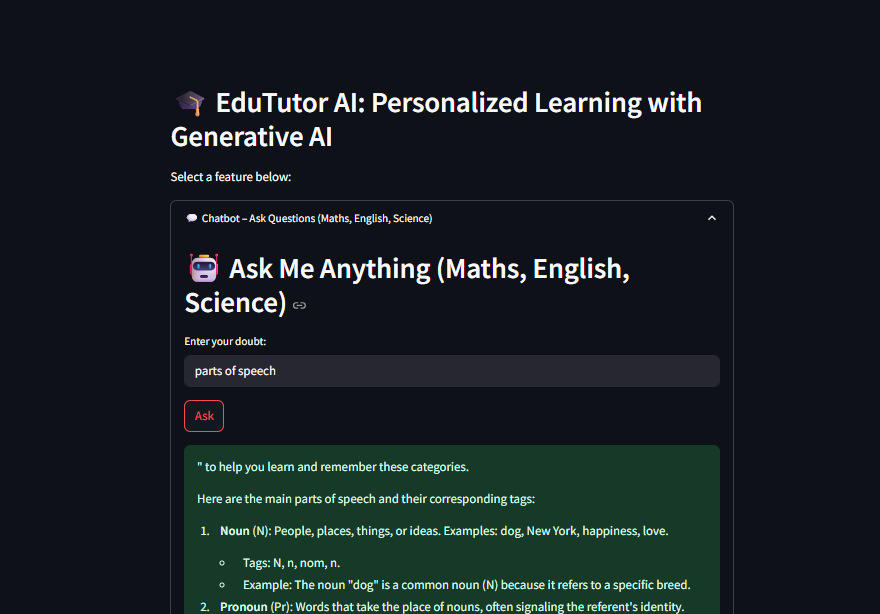 EduTutor AI: Personalized Learning with
Generative AI
Select a feature below:
Chatbot – Ask Questions (Maths, English, Science)
Ask Me Anything (Maths, English,
Science)
Enter your doubt:
parts of speech
Ask
" to help you learn and remember these categories.
Here are the main parts of speech and their corresponding tags:
1. Noun (N): People, places, things, or ideas. Examples: dog, New York, happiness, love.
◦ Tags: N, n, nom, n.
◦ Example: The noun "dog" is a common noun (N) because it refers to a specific breed.
2. Pronoun (Pr): Words that take the place of nouns, often signaling the referent's identity.